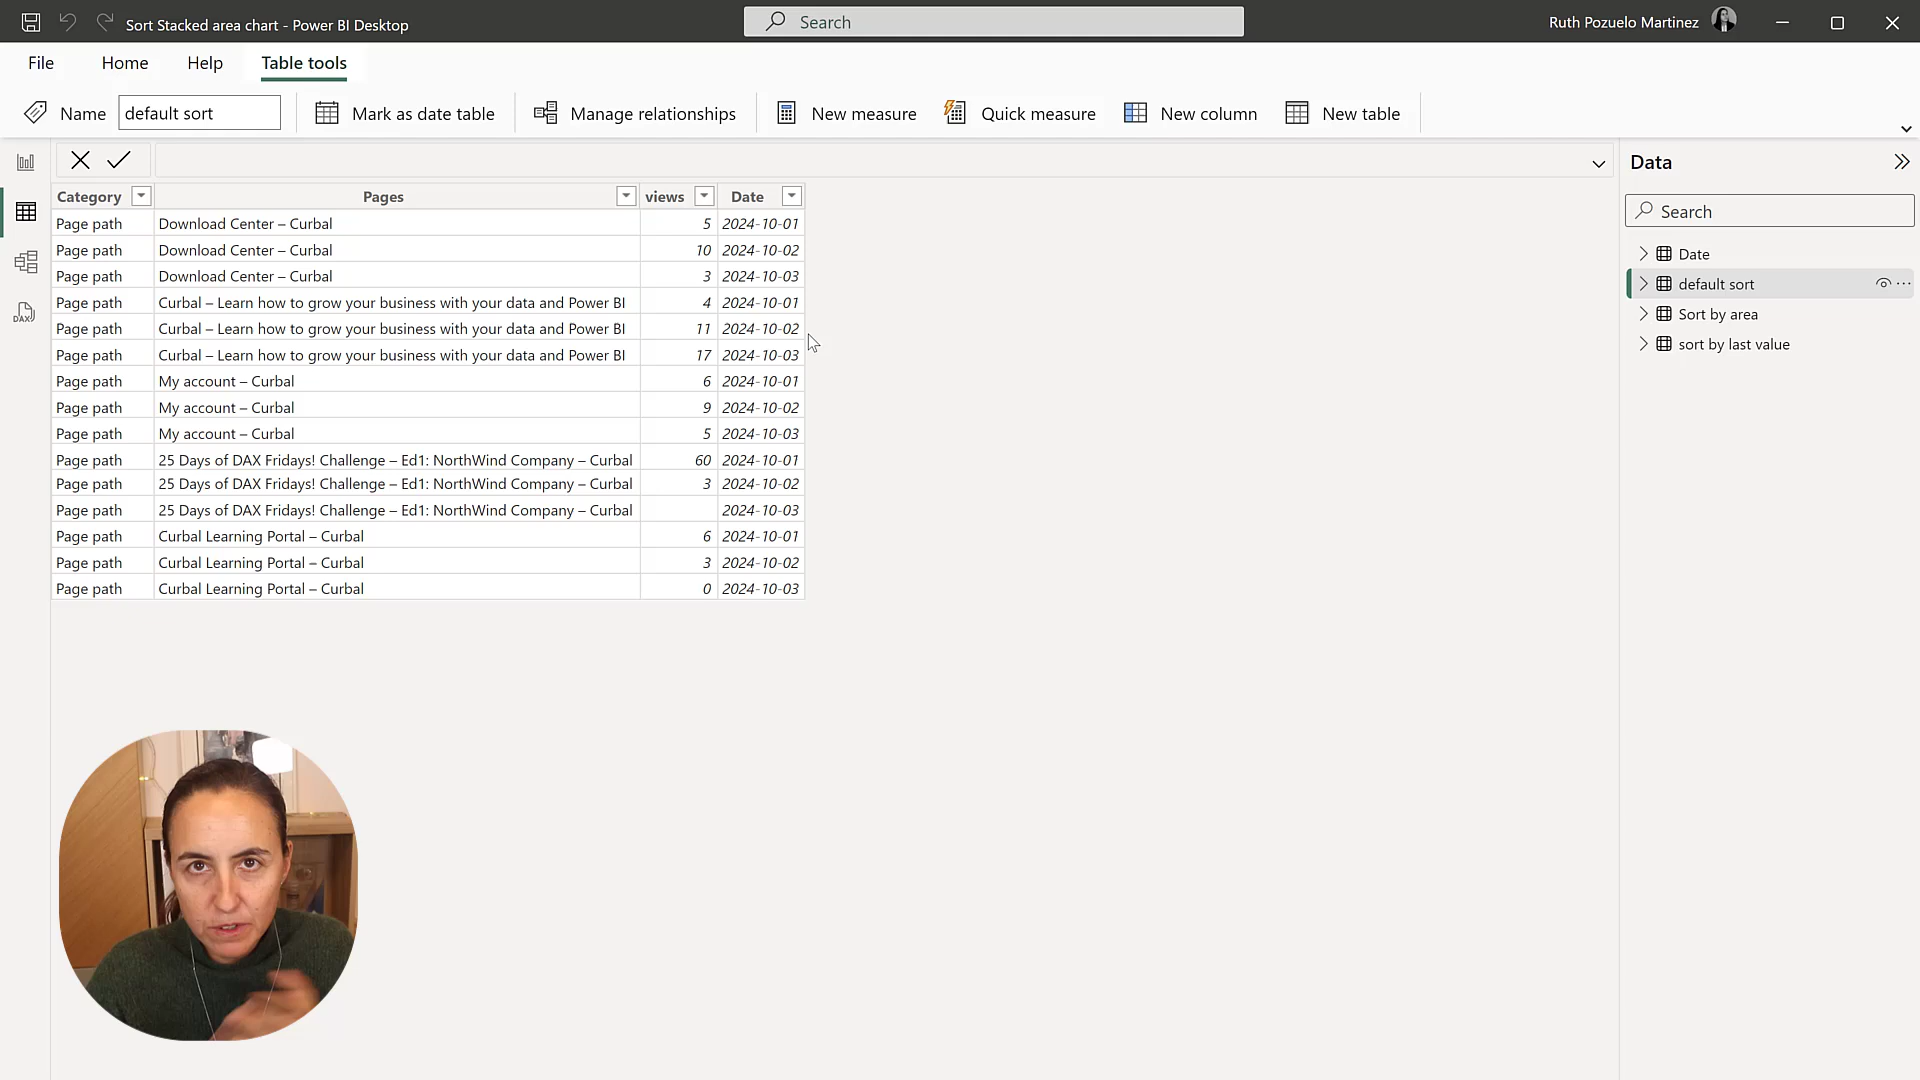 Sort Stacked area chart - Power BI Desktop
Search
Ruth Pozuelo Martinez
File Home Help Table tools
Name default sort Mark as date table Manage relationships New measure Quick measure New column New table
Data
Category Pages views Date
Search
Page path Download Center – Curbal 5 2024-10-01
Page path Download Center – Curbal 10 2024-10-02
Page path Download Center – Curbal 3 2024-10-03
Page path Curbal – Learn how to grow your business with your data and Power BI 4 2024-10-01
Page path Curbal – Learn how to grow your business with your data and Power BI 11 2024-10-02
Page path Curbal – Learn how to grow your business with your data and Power BI 17 2024-10-03
Page path My account – Curbal 6 2024-10-01
Page path My account – Curbal 9 2024-10-02
Page path My account – Curbal 5 2024-10-03
Page path 25 Days of DAX Fridays! Challenge – Ed1: NorthWind Company – Curbal 60 2024-10-01
Page path 25 Days of DAX Fridays! Challenge – Ed1: NorthWind Company – Curbal 3 2024-10-02
Page path 25 Days of DAX Fridays! Challenge – Ed1: NorthWind Company – Curbal 2024-10-03
Page path Curbal Learning Portal – Curbal 6 2024-10-01
Page path Curbal Learning Portal – Curbal 3 2024-10-02
Page path Curbal Learning Portal – Curbal 0 2024-10-03
Date
default sort
Sort by area
sort by last value
DAX